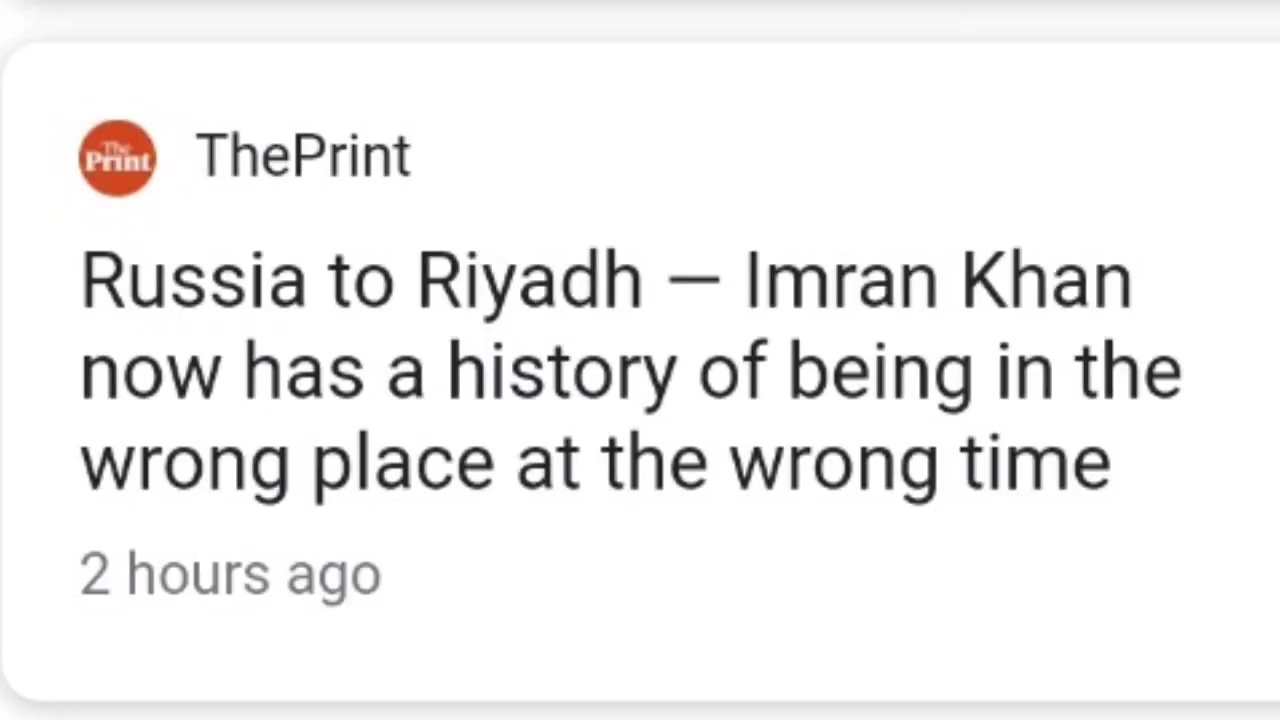 The
Print
ThePrint
Russia to Riyadh — Imran Khan
now has a history of being in the
wrong place at the wrong time
2 hours ago